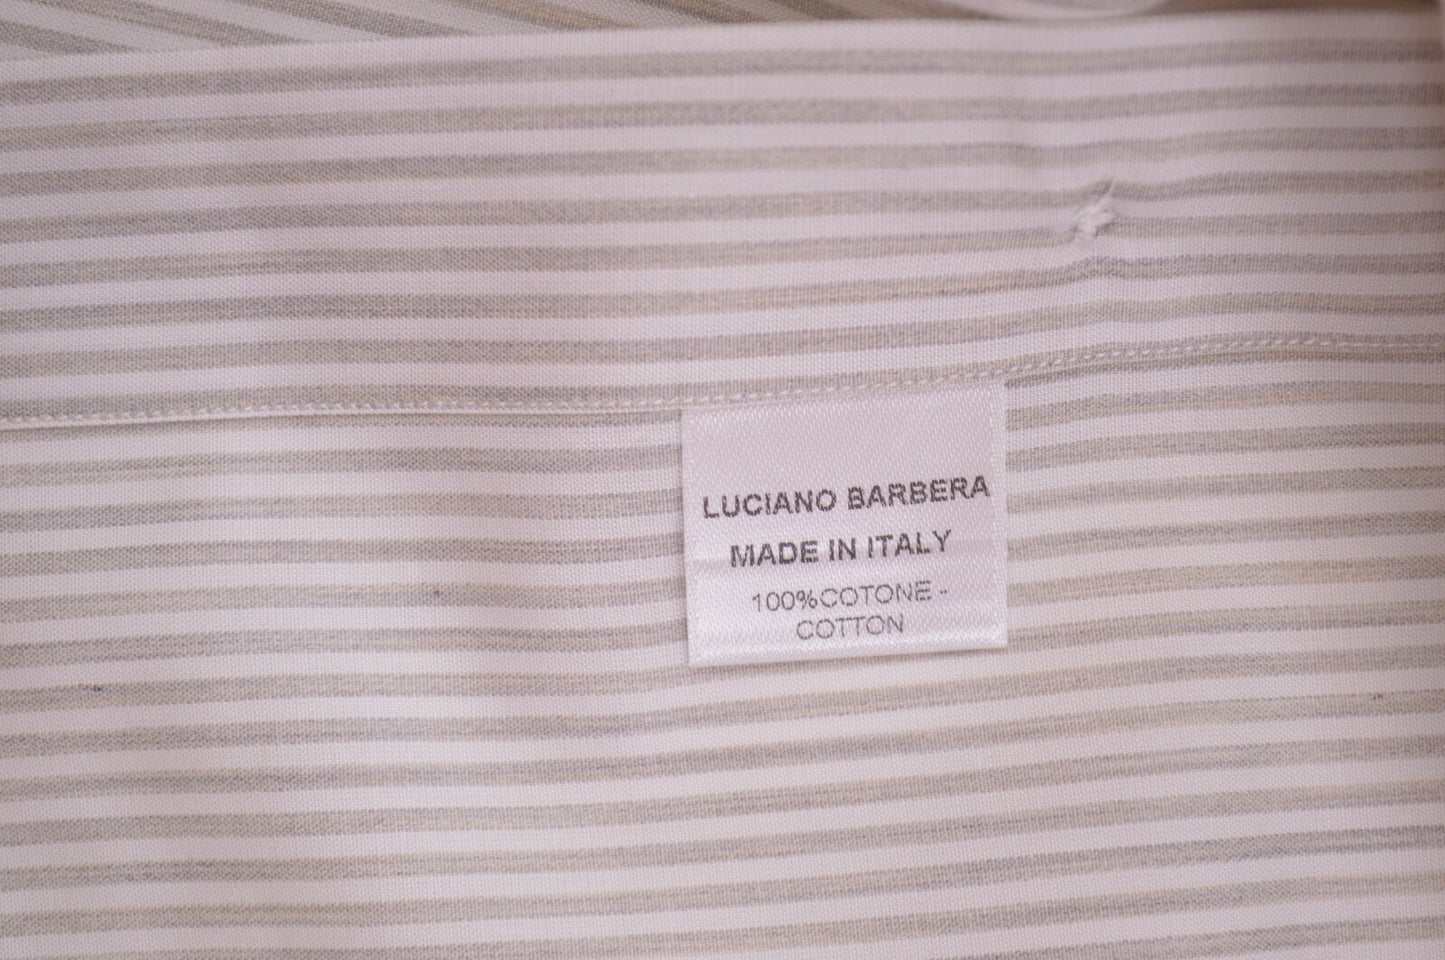 LUCIANO BARBERA
MADE IN ITALY
100%COTONE -
COTTON